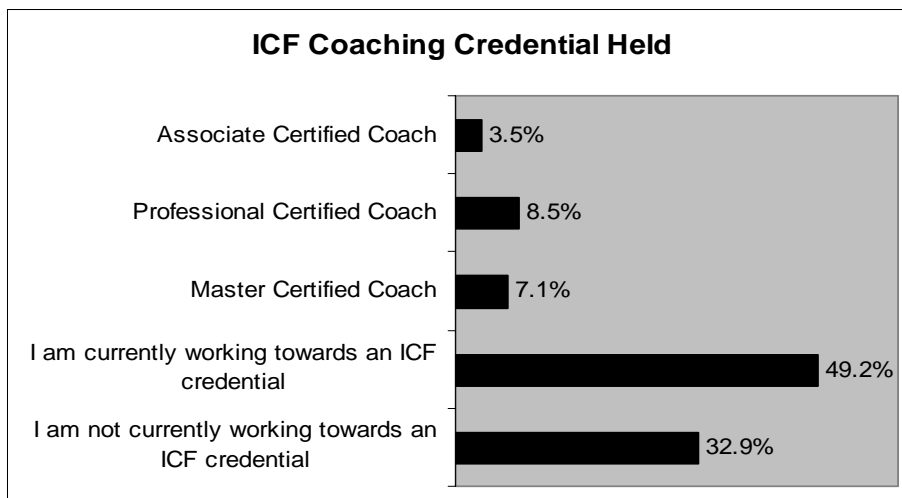 ICF Coaching Credential Held
Associate Certified Coach
3.5%
Professional Certified Coach
8.5%
Master Certified Coach
7.1%
I am currently working towards an ICF
credential
49.2%
I am not currently working towards an
ICF credential
32.9%